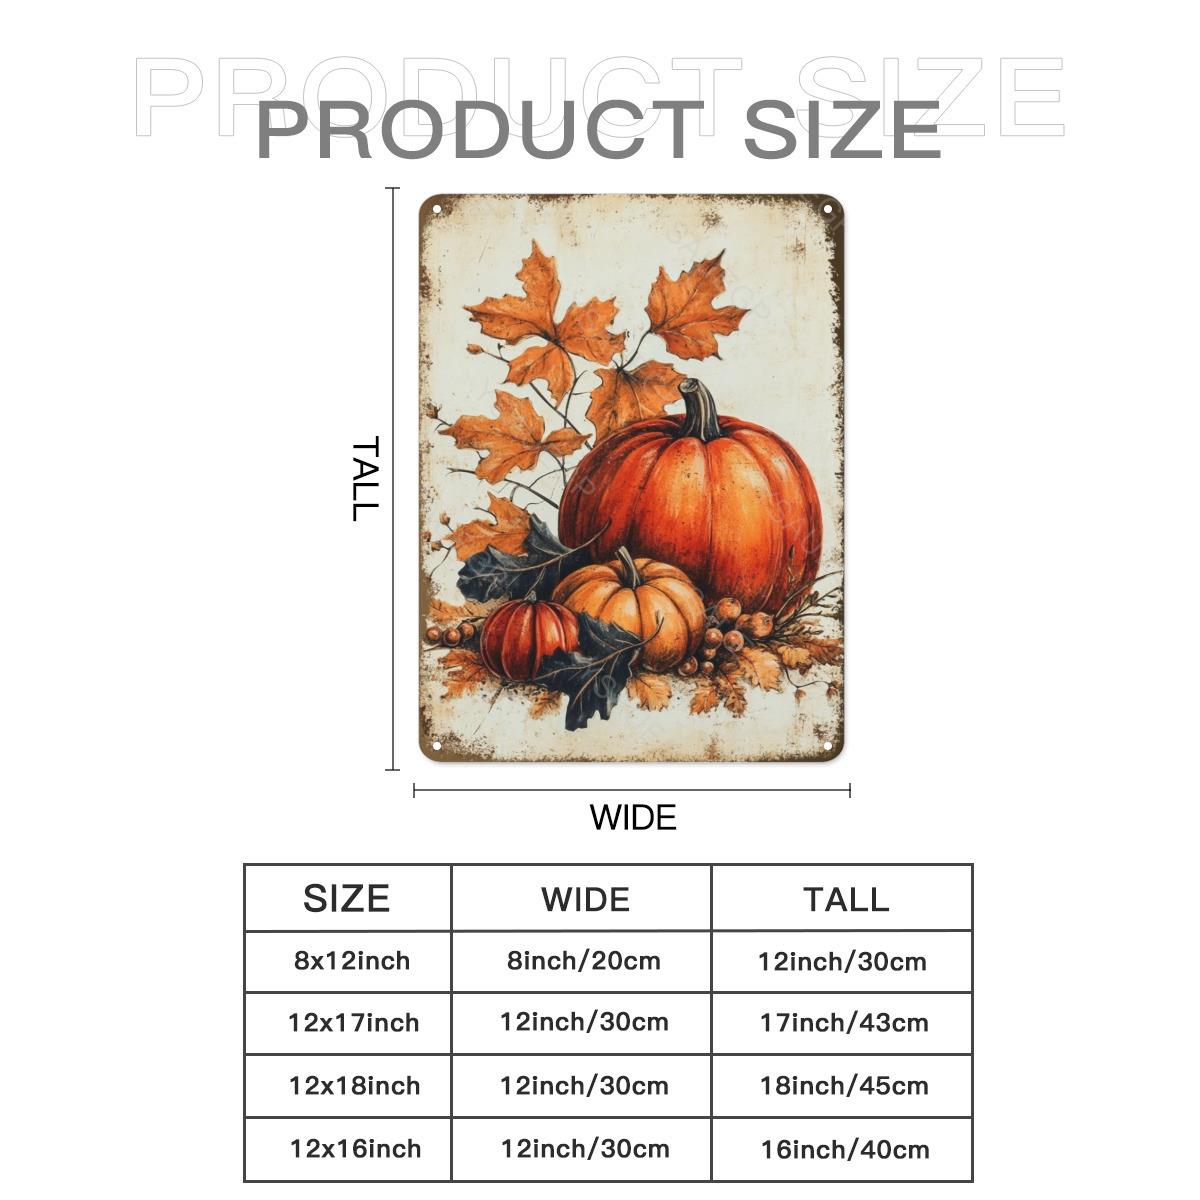 PRODUCT SIZE
PRODUCT SIZE
TALL
WIDE
SIZE WIDE TALL
8x12inch 8inch/20cm 12inch/30cm
12x17inch 12inch/30cm 17inch/43cm
12x18inch 12inch/30cm 18inch/45cm
12x16inch 12inch/30cm 16inch/40cm